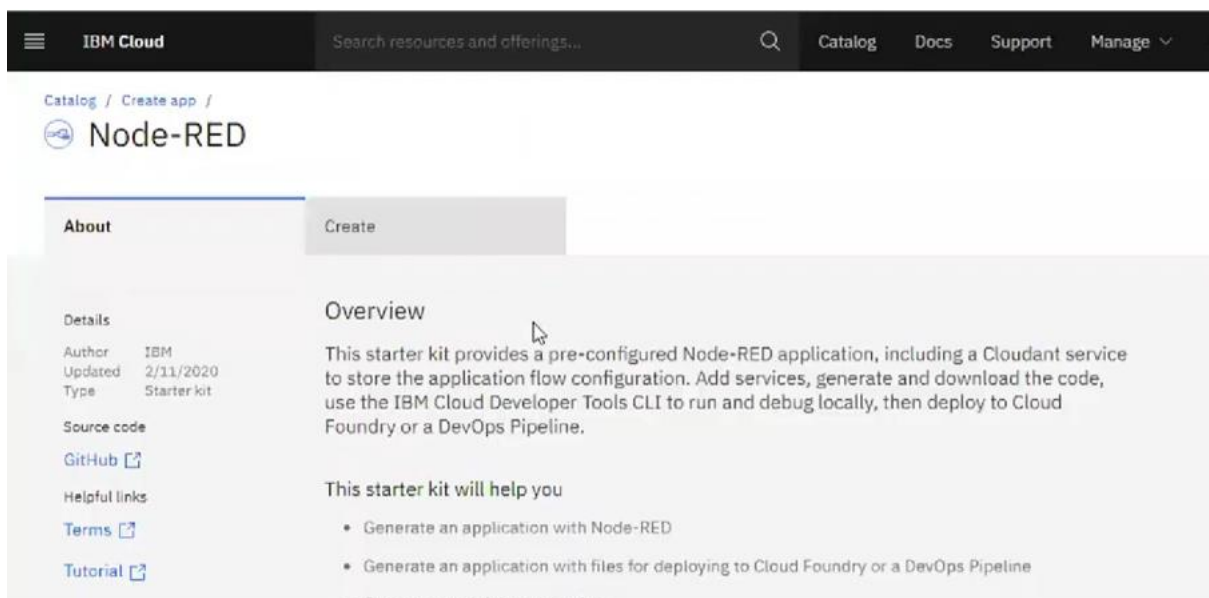 IBM Cloud Search resources and offerings... Catalog Docs Support Manage
Catalog / Create app /
Node-RED
About Create
Details
Author IBM
Updated 2/11/2020
Type Starter kit
Source code
GitHub
Helpful links
Terms
Tutorial
Overview
This starter kit provides a pre-configured Node-RED application, including a Cloudant service
to store the application flow configuration. Add services, generate and download the code,
use the IBM Cloud Developer Tools CLI to run and debug locally, then deploy to Cloud
Foundry or a DevOps Pipeline.
This starter kit will help you
• Generate an application with Node-RED
• Generate an application with files for deploying to Cloud Foundry or a DevOps Pipeline